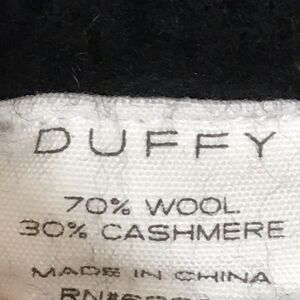 DUFFY
70% WOOL
30% CASHMERE
MADE IN CHINA